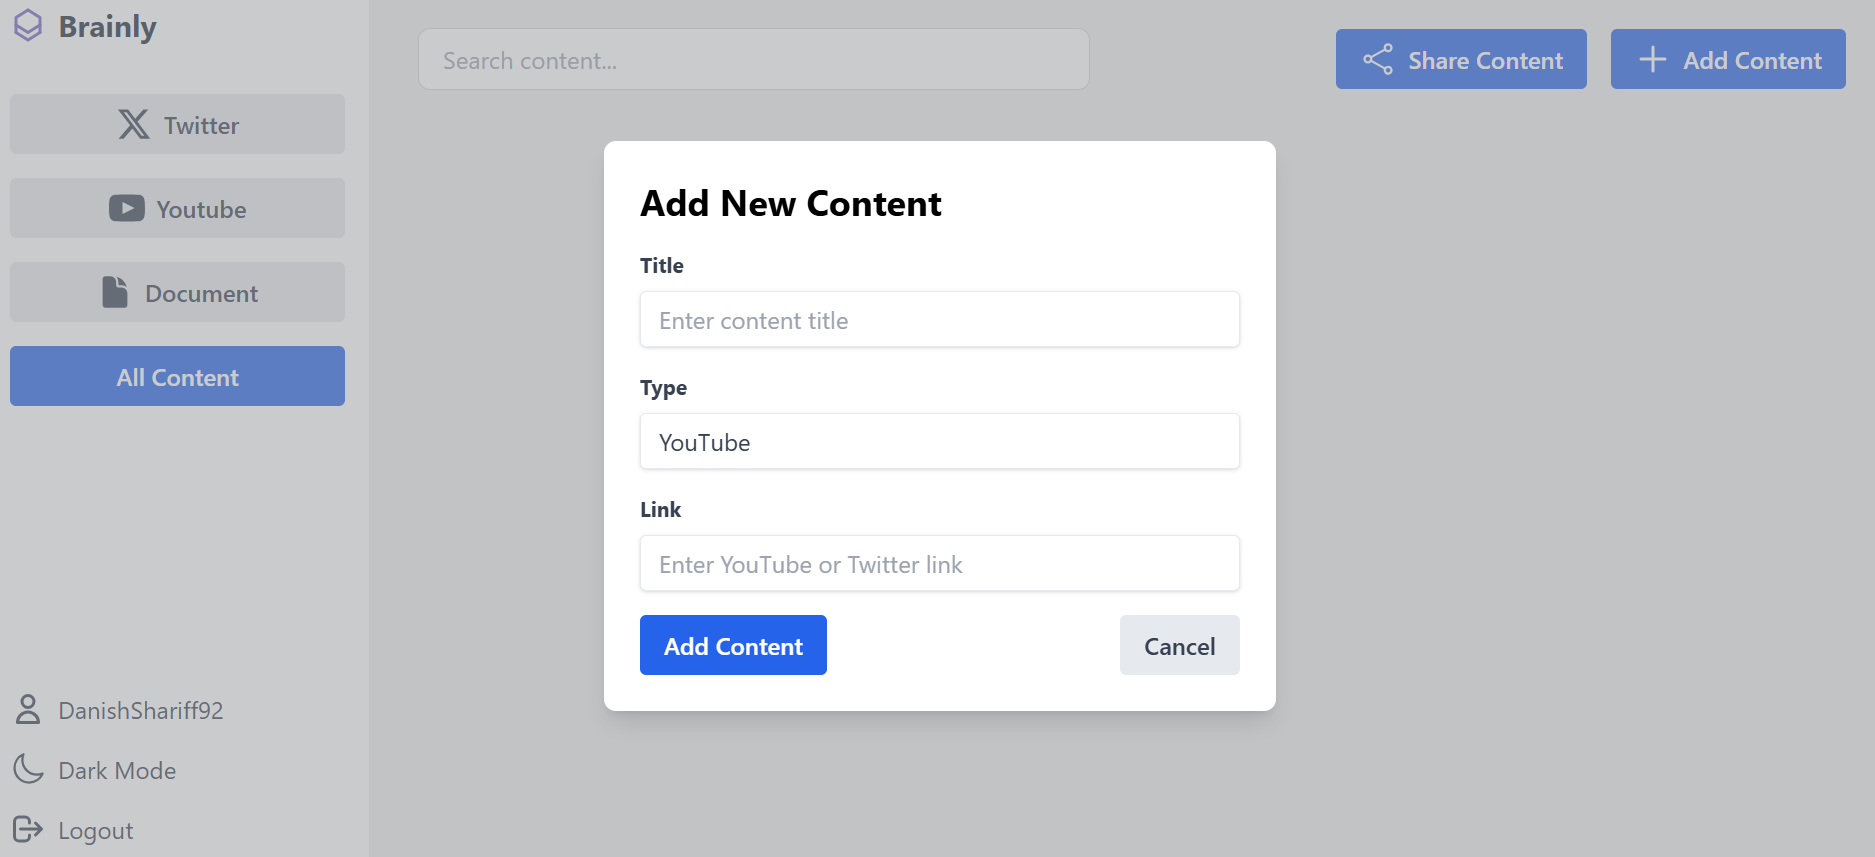 Brainly
Twitter
Youtube
Document
All Content
DanishShariff92
Dark Mode
Logout
Search content...
Share Content
Add Content
Add New Content
Title
Enter content title
Type
YouTube
Link
Enter YouTube or Twitter link
Add Content
Cancel